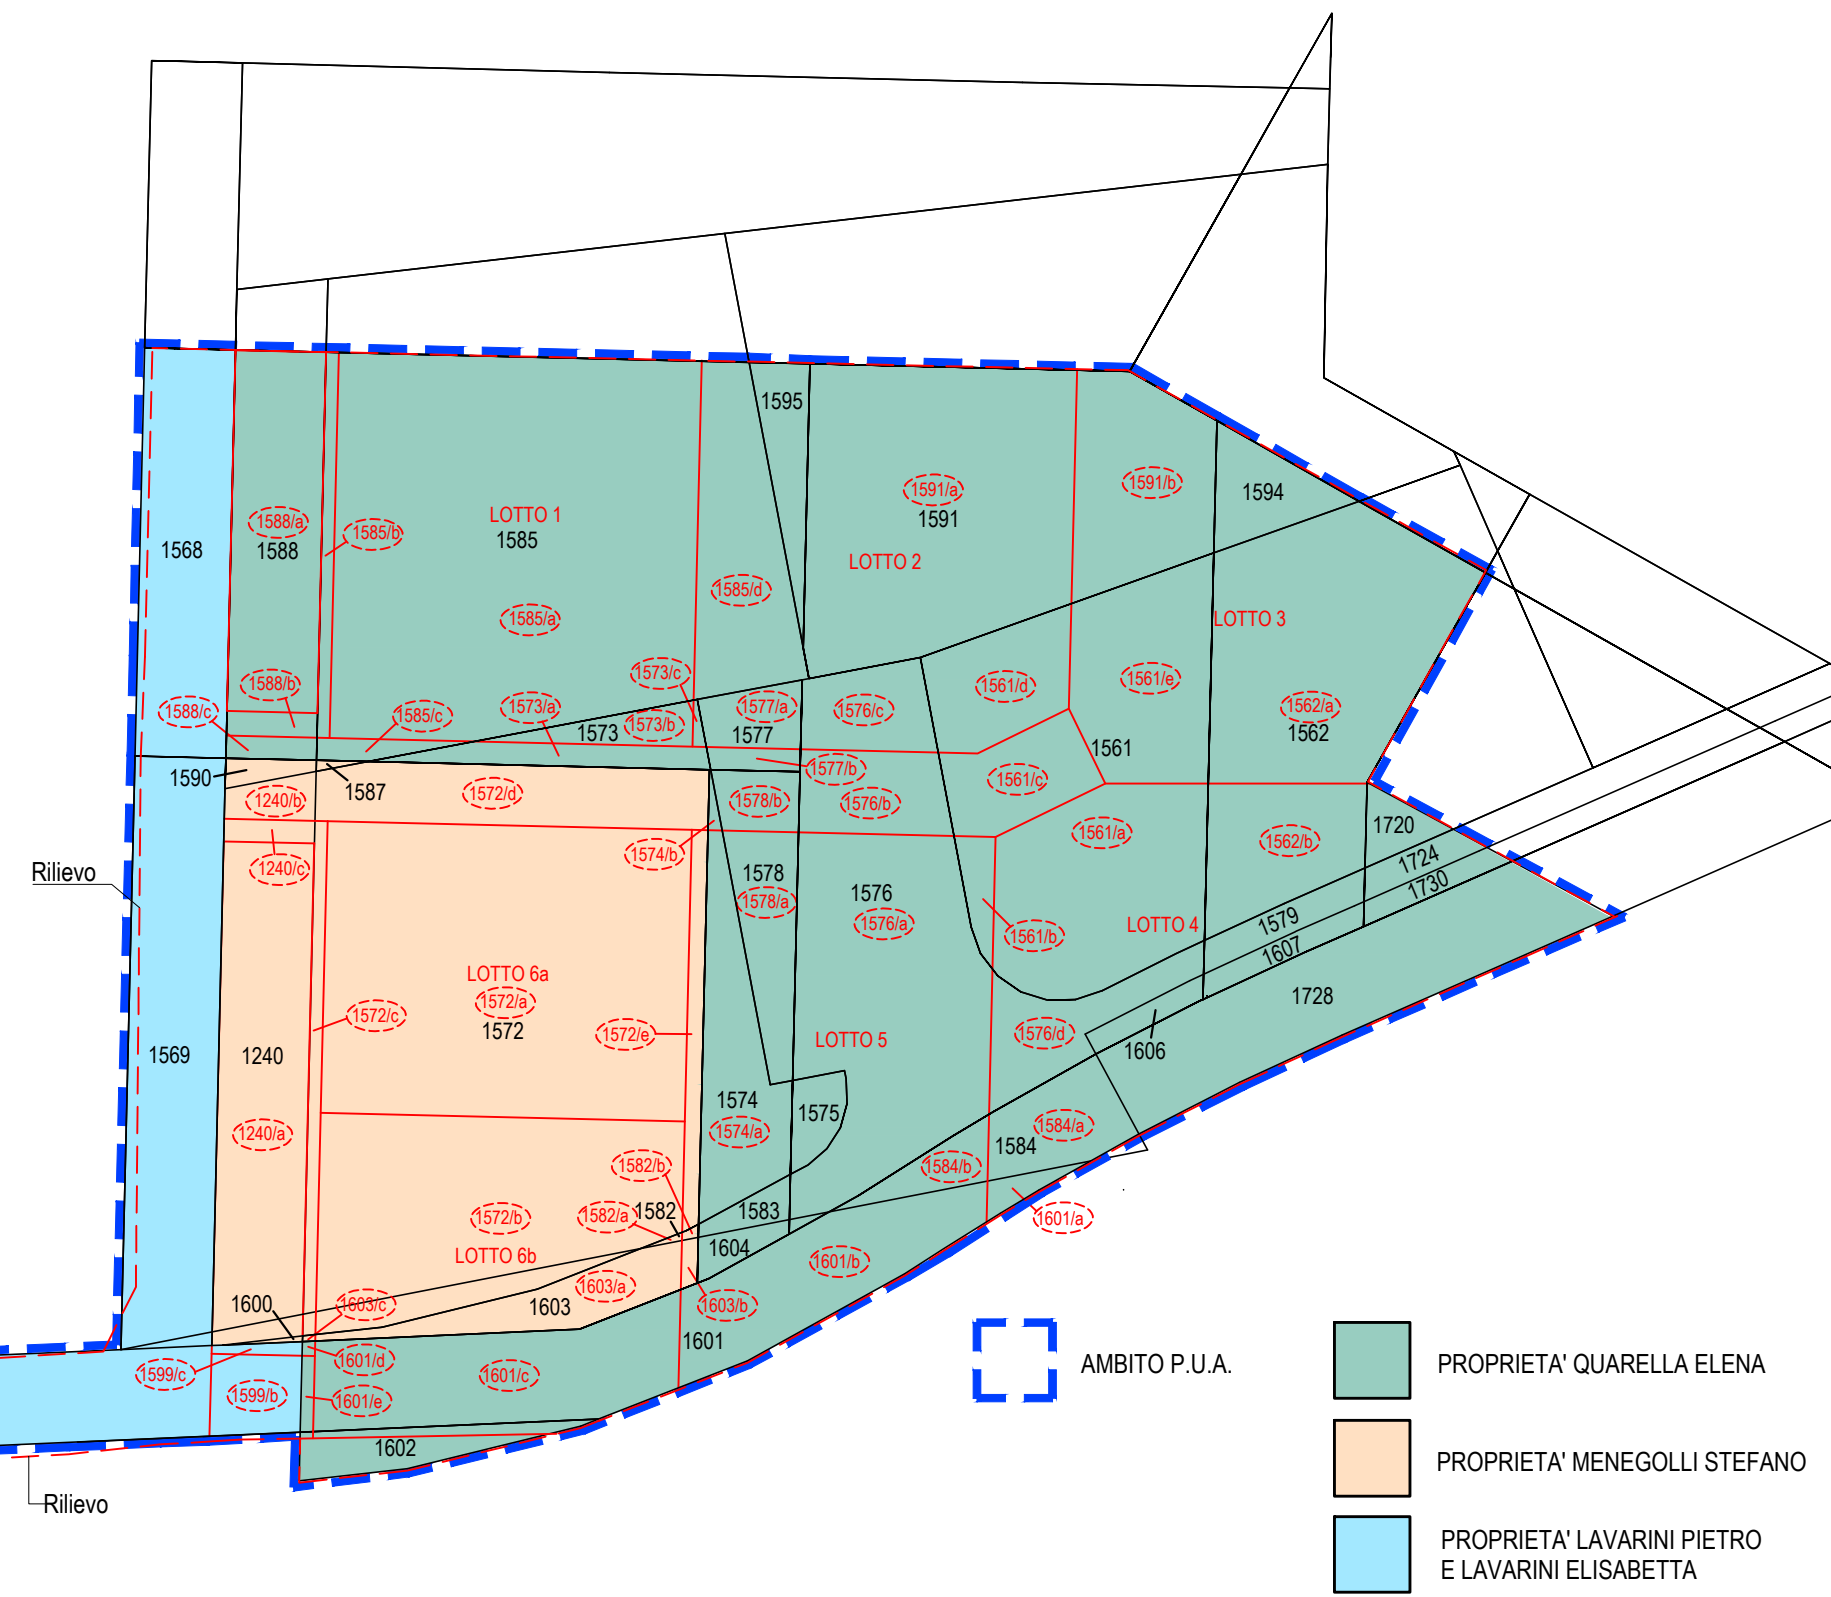 1595
1591/b
1594
1591/a
1591
LOTTO 1
1585
1588/a
1588
1585/b
1568
LOTTO 2
1585/d
1585/a
LOTTO 3
1573/c
1561/d
1561/e
1588/b
1588/c
1585/c
1573/a
1573/b
1573
1577/a
1577
1576/c
1562/a
1562
1561
1590
1587
1240/b
1572/d
1577/b
1578/b
1576/b
1561/c
1561/a
1562/b
1720
1724
1730
Rilievo
1240/c
1574/b
1578
1578/a
1576
1576/a
1561/b
LOTTO 4
1579
1607
1728
LOTTO 6a
1572/a
1572
1572/c
1572/e
1569
1240
LOTTO 5
1576/d
1606
1574
1574/a
1575
1240/a
1584/a
1584
1584/b
1582/b
1582/a
1582
1583
1572/b
LOTTO 6b
1604
1601/b
1601/a
1600
1603/c
1603/a
1603
1603/b
1601
1599/c
1601/d
1601/c
1599/b
1601/e
1602
Rilievo
AMBITO P.U.A.
PROPRIETA' QUARELLA ELENA
PROPRIETA' MENEGOLLI STEFANO
PROPRIETA' LAVARINI PIETRO
E LAVARINI ELISABETTA